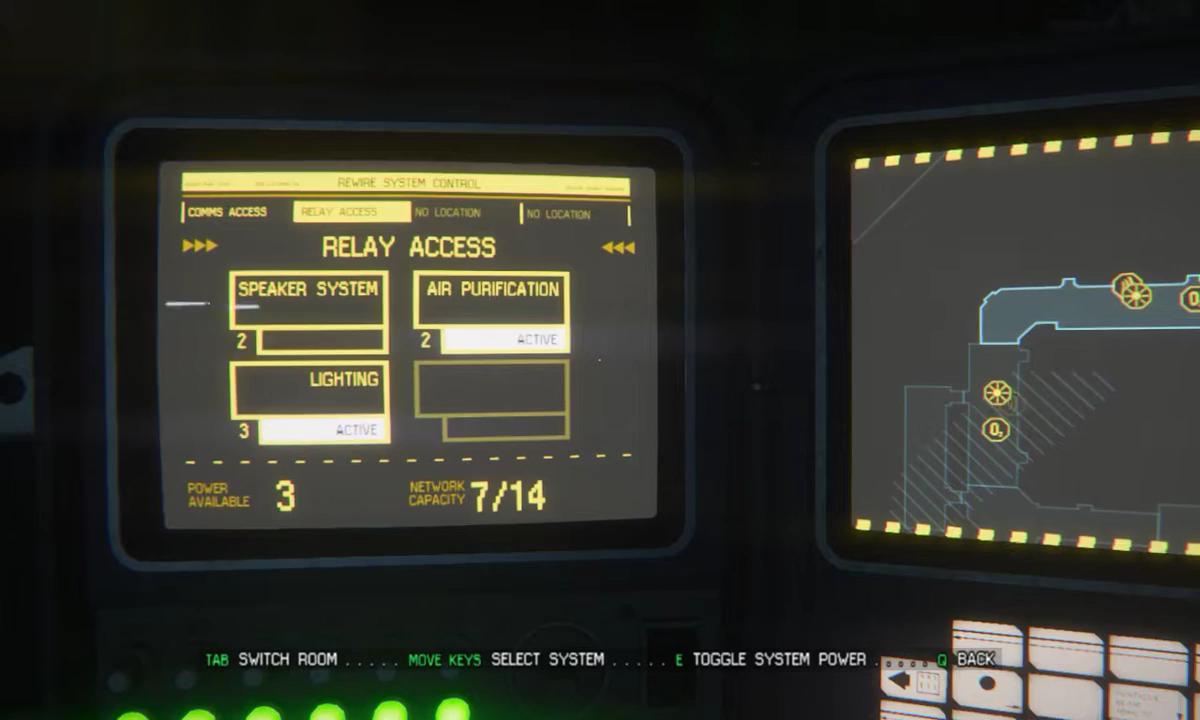 REWIRE SYSTEM CONTROL
COMMS ACCESS RELAY ACCESS NO LOCATION NO LOCATION
RELAY ACCESS
SPEAKER SYSTEM AIR PURIFICATION
2 2 ACTIVE
LIGHTING
3 ACTIVE
POWER AVAILABLE 3 NETWORK CAPACITY 7/14
O₂
TAB SWITCH ROOM ..... MOVE KEYS SELECT SYSTEM ..... E TOGGLE SYSTEM POWER ..... Q BACK